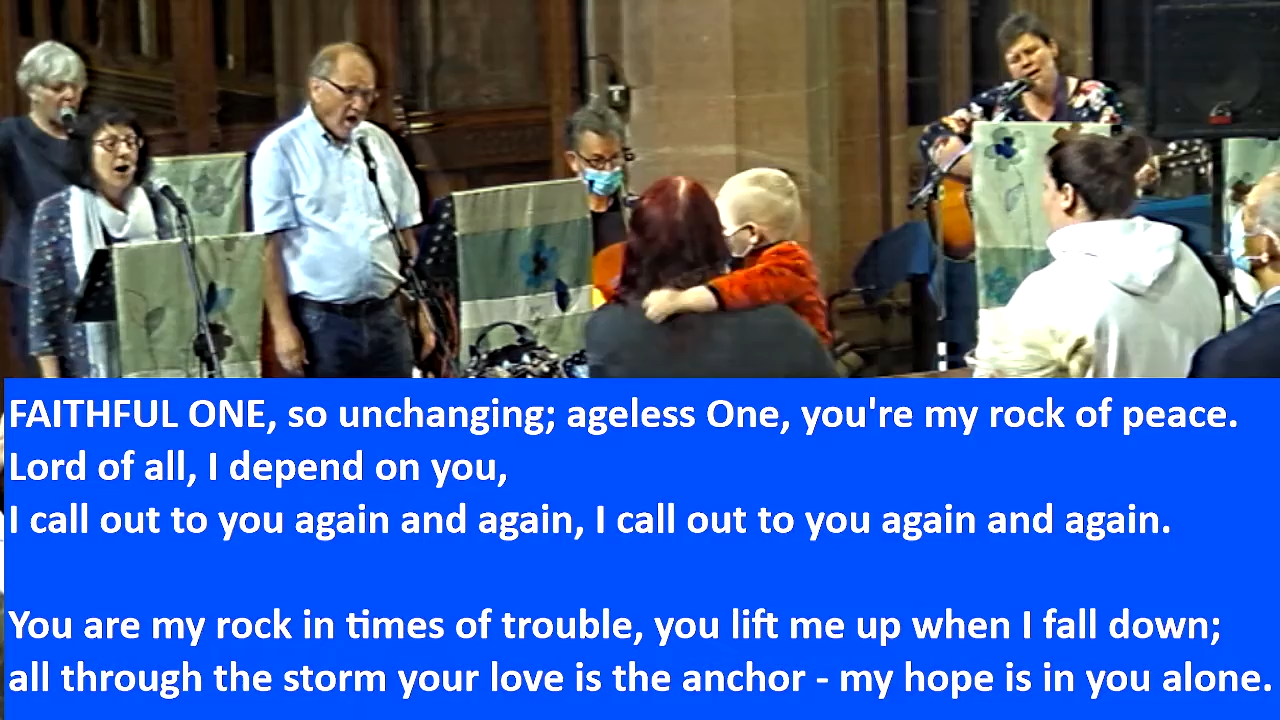 FAITHFUL ONE, so unchanging; ageless One, you're my rock of peace.
Lord of all, I depend on you,
I call out to you again and again, I call out to you again and again.
You are my rock in times of trouble, you lift me up when I fall down;
all through the storm your love is the anchor - my hope is in you alone.